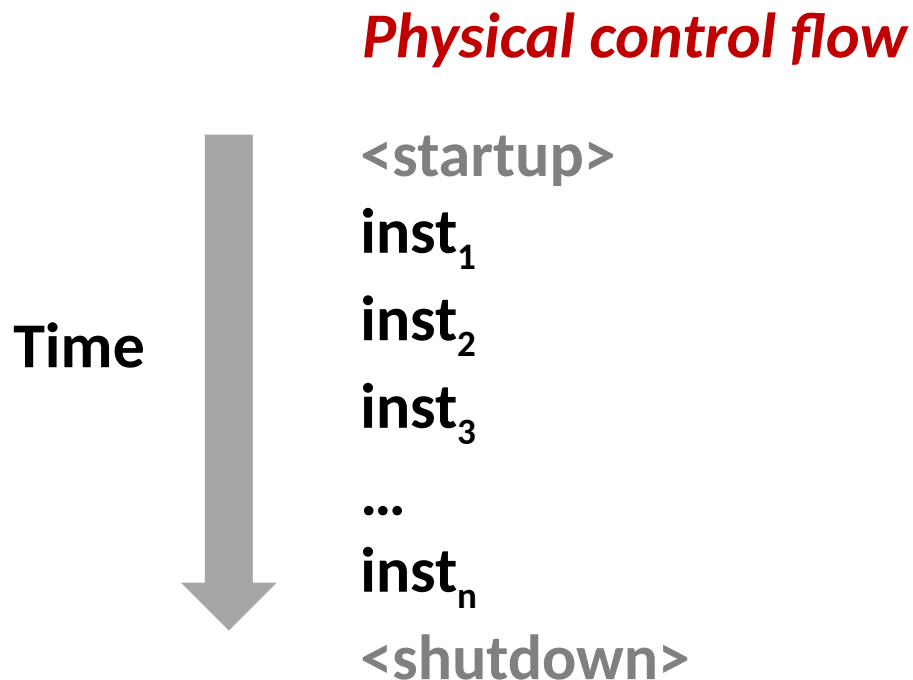 Physical control flow
<startup>
inst₁
inst₂
Time
inst₃
…
instₙ
<shutdown>